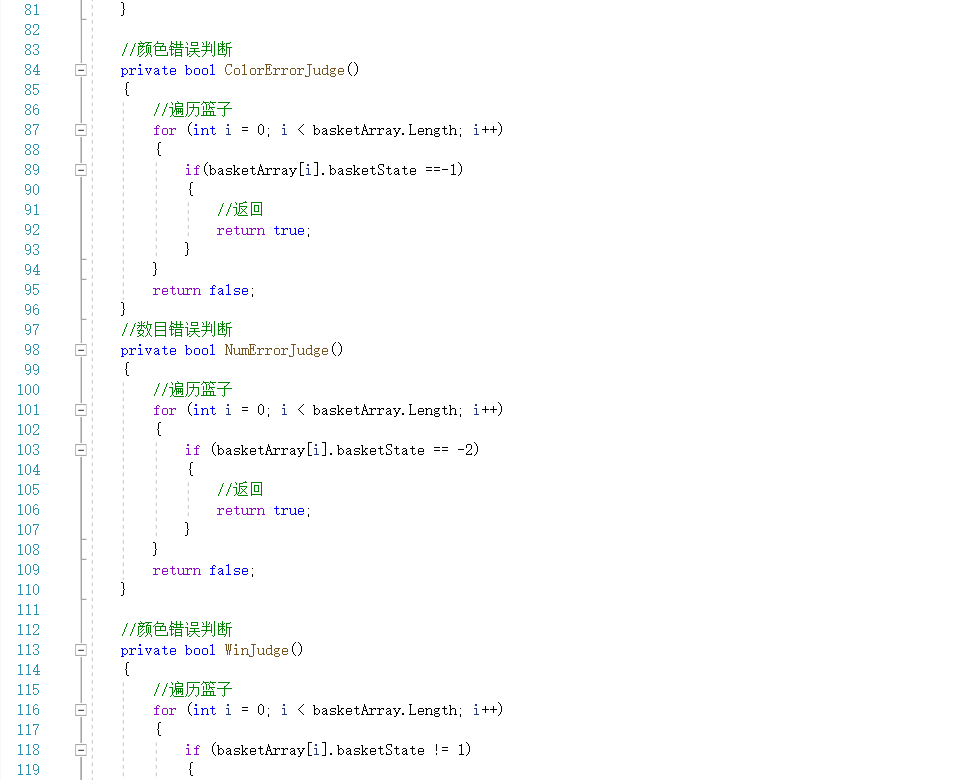 81 }
82
83 //颜色错误判断
84 private bool ColorErrorJudge()
85 {
86 //遍历篮子
87 for (int i = 0; i < basketArray.Length; i++)
88 {
89 if(basketArray[i].basketState ==-1)
90 {
91 //返回
92 return true;
93 }
94 }
95 return false;
96 }
97 //数目错误判断
98 private bool NumErrorJudge()
99 {
100 //遍历篮子
101 for (int i = 0; i < basketArray.Length; i++)
102 {
103 if (basketArray[i].basketState == -2)
104 {
105 //返回
106 return true;
107 }
108 }
109 return false;
110 }
111
112 //颜色错误判断
113 private bool WinJudge()
114 {
115 //遍历篮子
116 for (int i = 0; i < basketArray.Length; i++)
117 {
118 if (basketArray[i].basketState != 1)
119 {